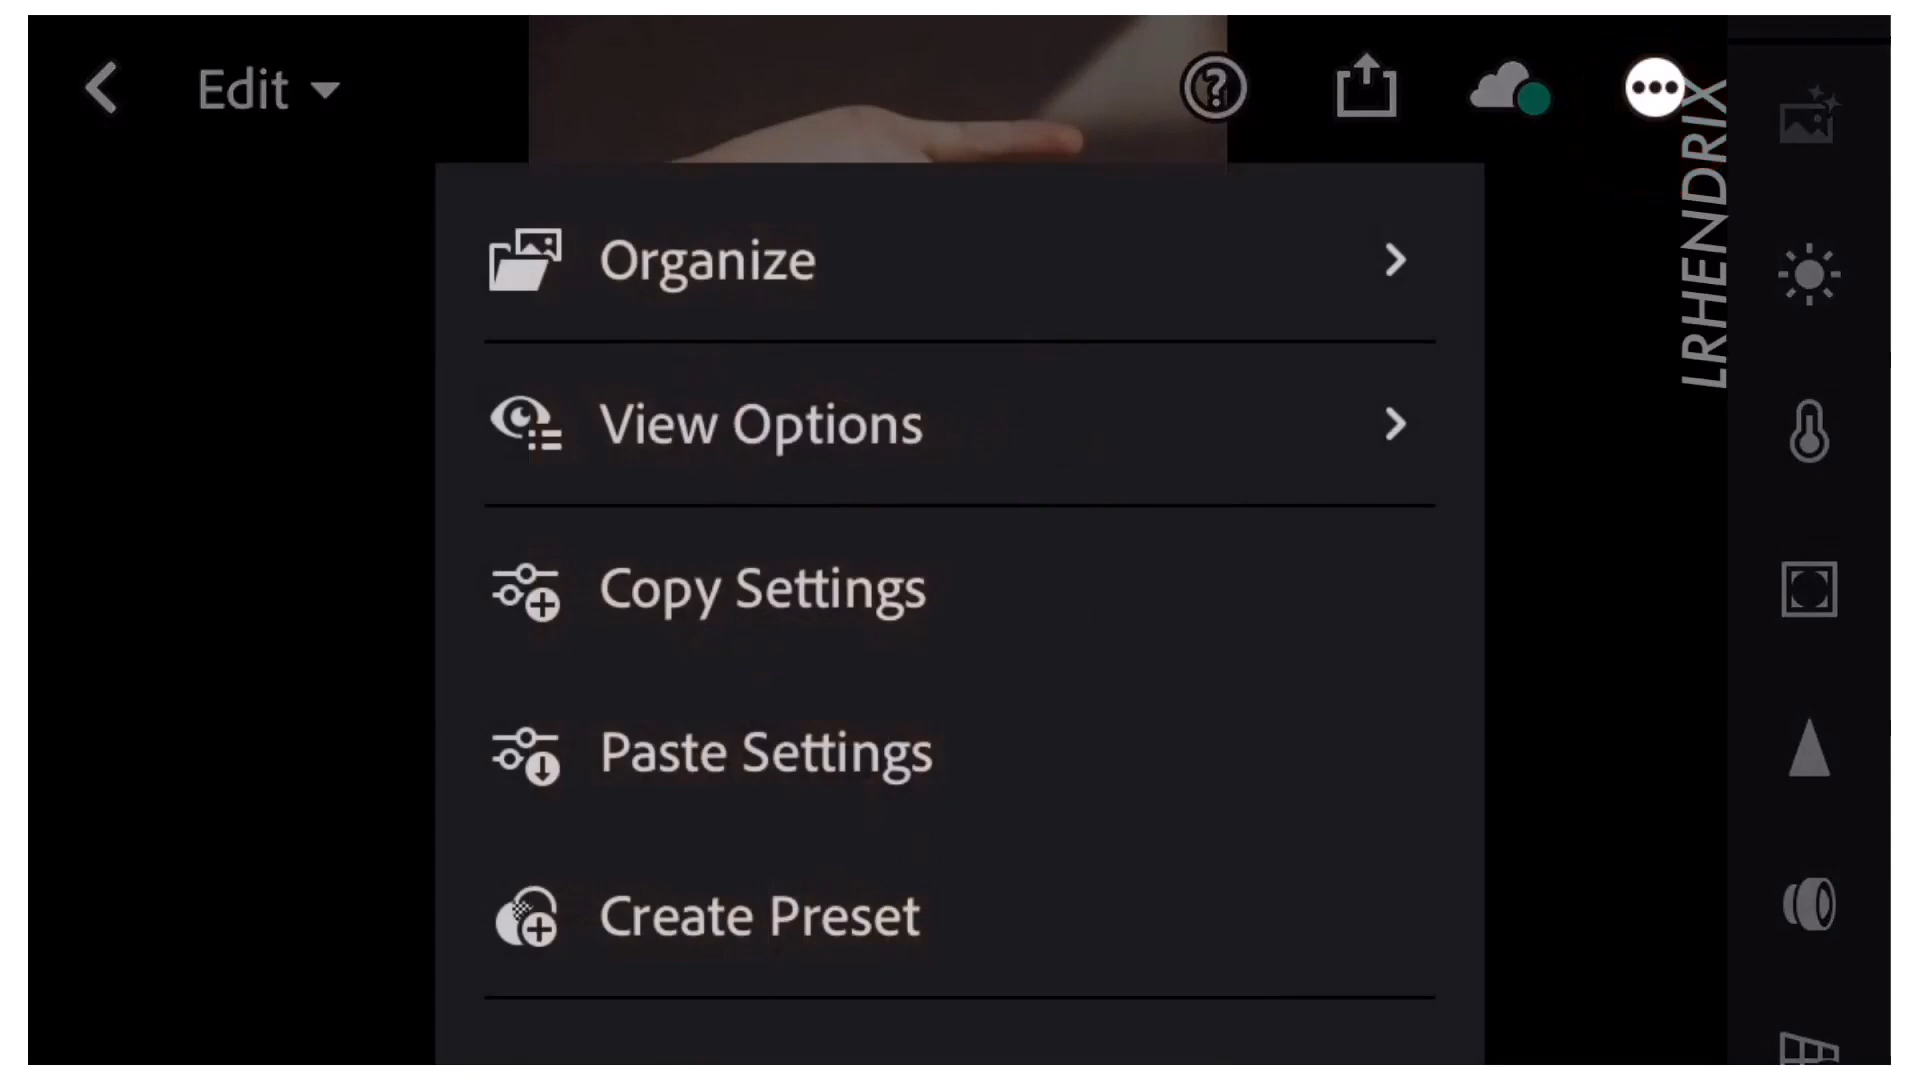 Edit
LRHENDRIX
Organize
View Options
Copy Settings
Paste Settings
Create Preset